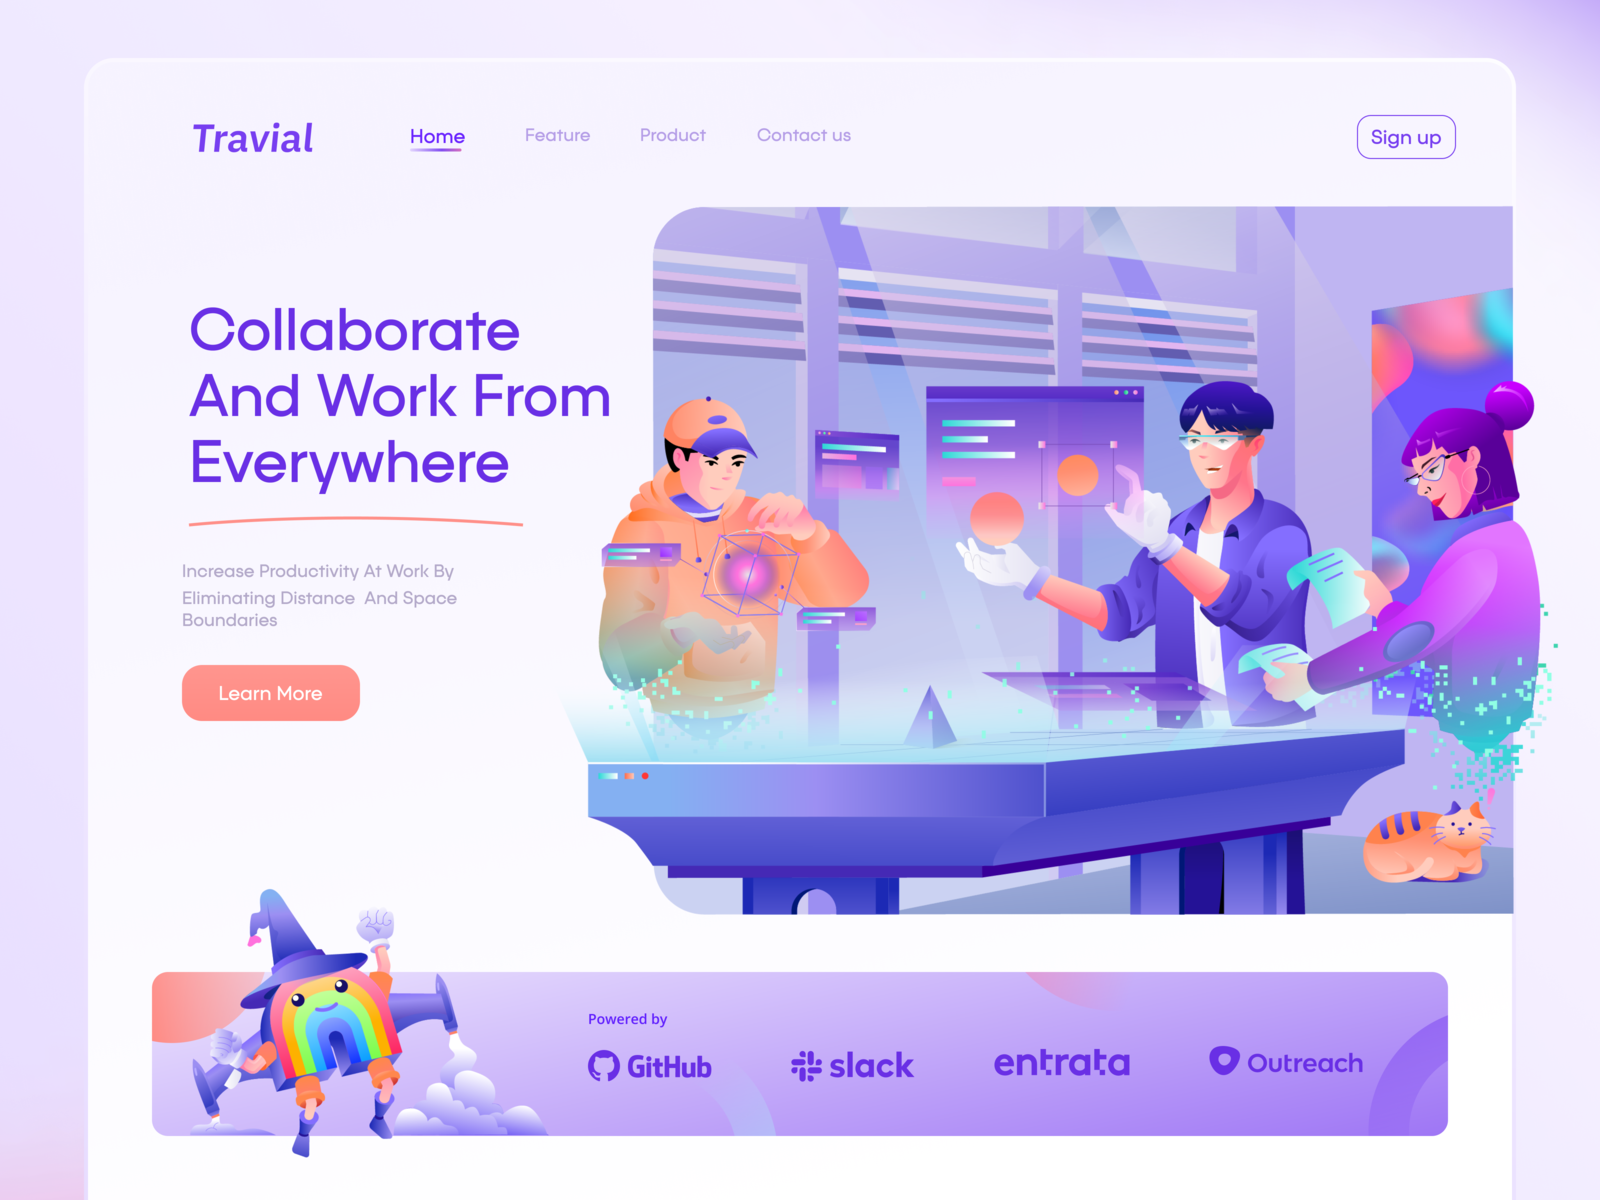 Travial
Home
Feature
Product
Contact us
Sign up
Collaborate
And Work From
Everywhere
Increase Productivity At Work By
Eliminating Distance And Space
Boundaries
Learn More
Powered by
GitHub
slack
entrata
Outreach